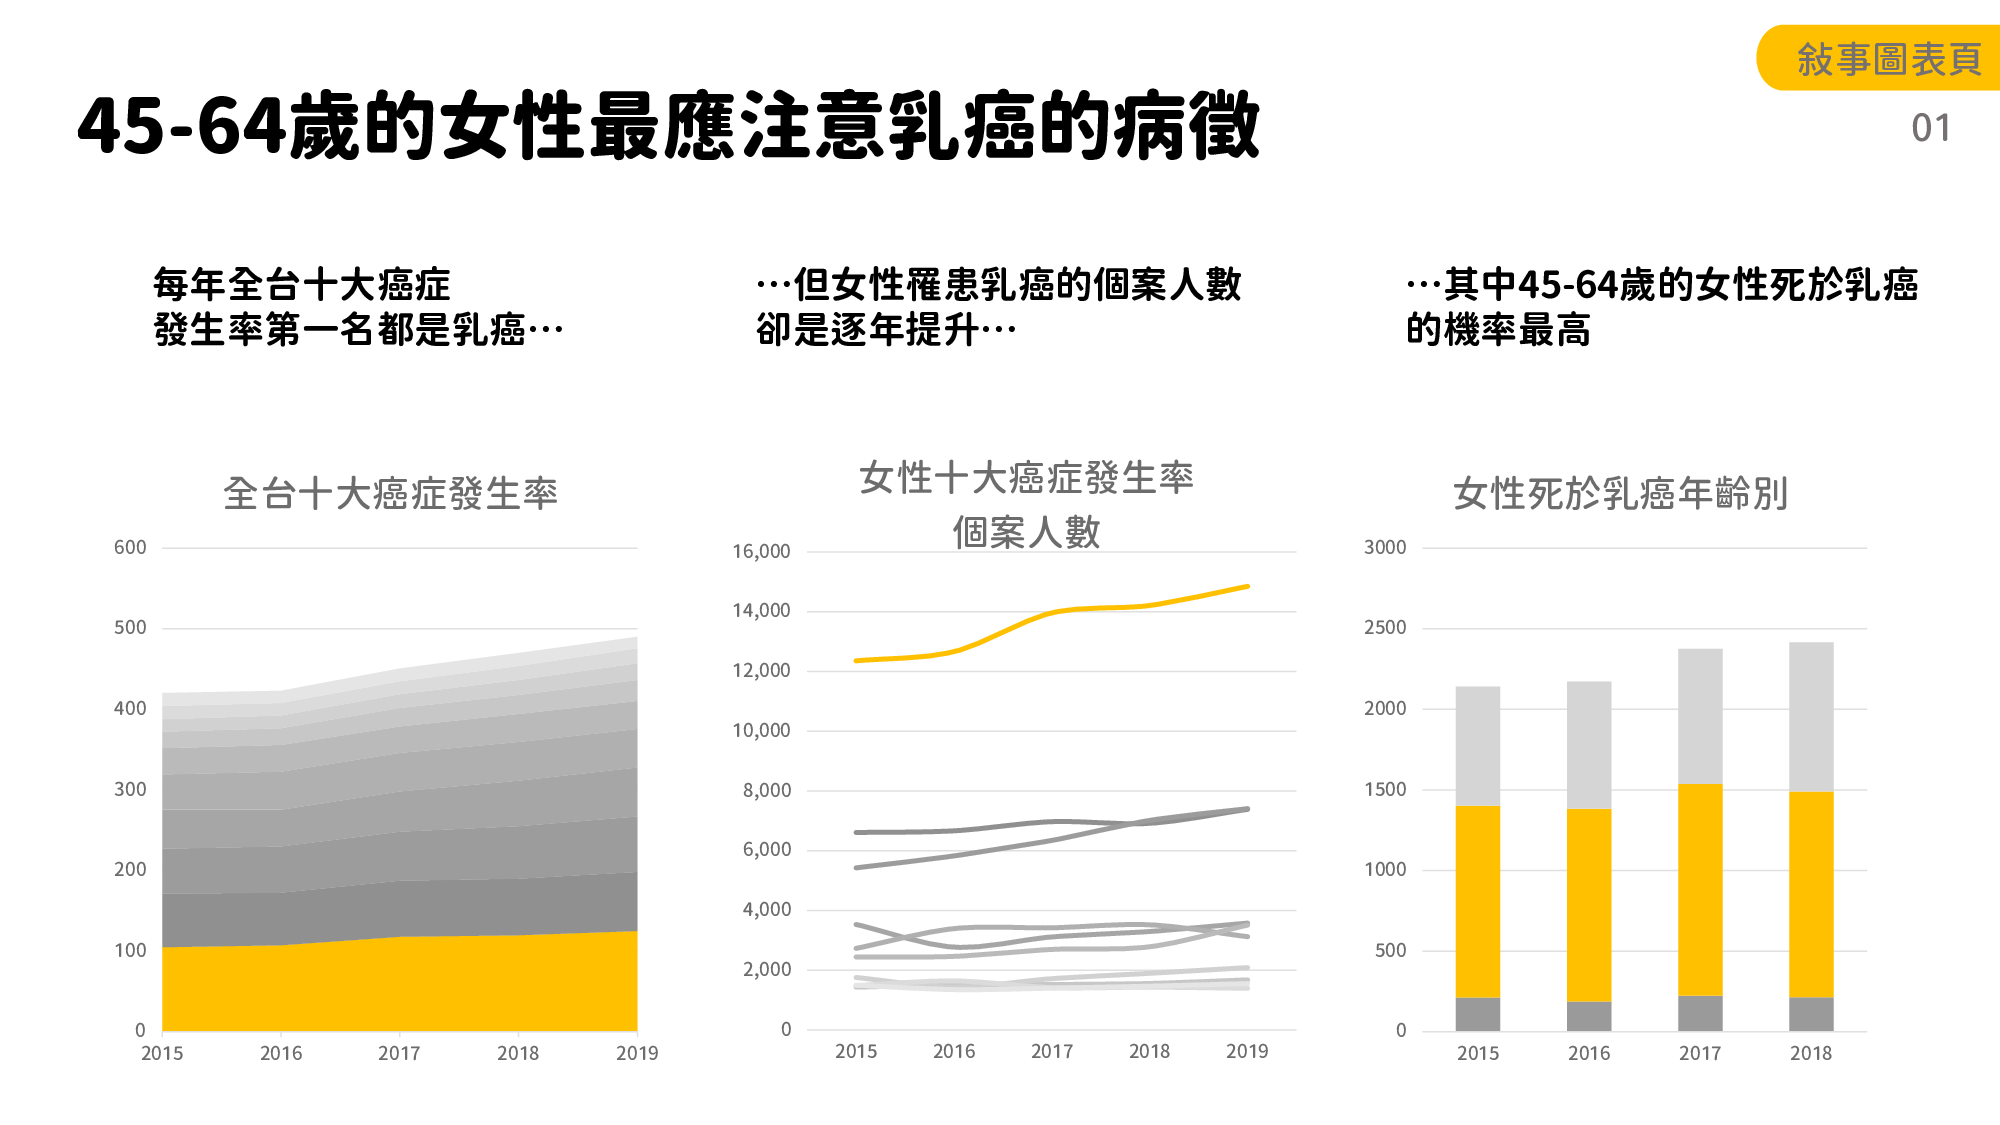 敍事圖表頁
01
45-64歲的女性最應注意乳癌的病徵
每年全台十大癌症
發生率第一名都是乳癌…
…但女性罹患乳癌的個案人數
卻是逐年提升…
…其中45-64歲的女性死於乳癌
的機率最高
全台十大癌症發生率
600
500
400
300
200
100
0
2015 2016 2017 2018 2019
女性十大癌症發生率
個案人數
16,000
14,000
12,000
10,000
8,000
6,000
4,000
2,000
0
2015 2016 2017 2018 2019
女性死於乳癌年齡別
3000
2500
2000
1500
1000
500
0
2015 2016 2017 2018